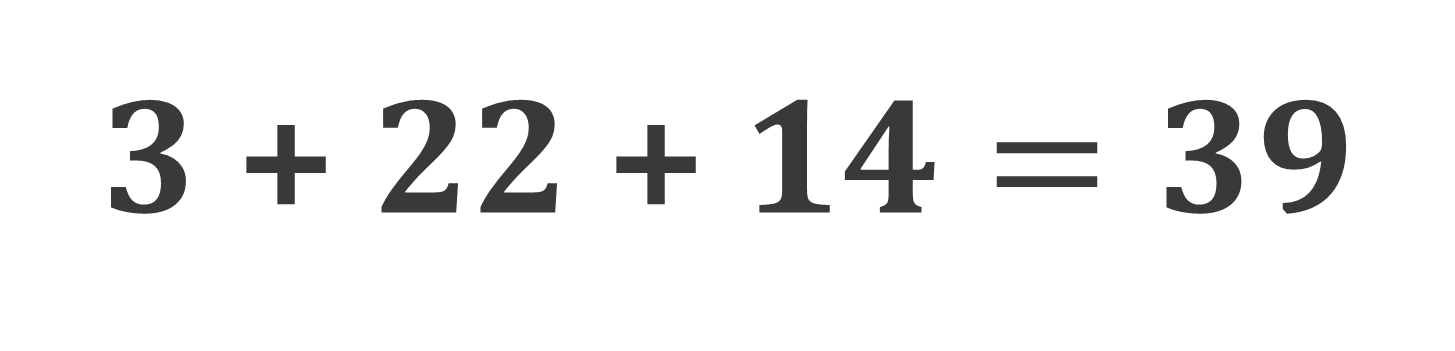 3 + 22 + 14 = 39